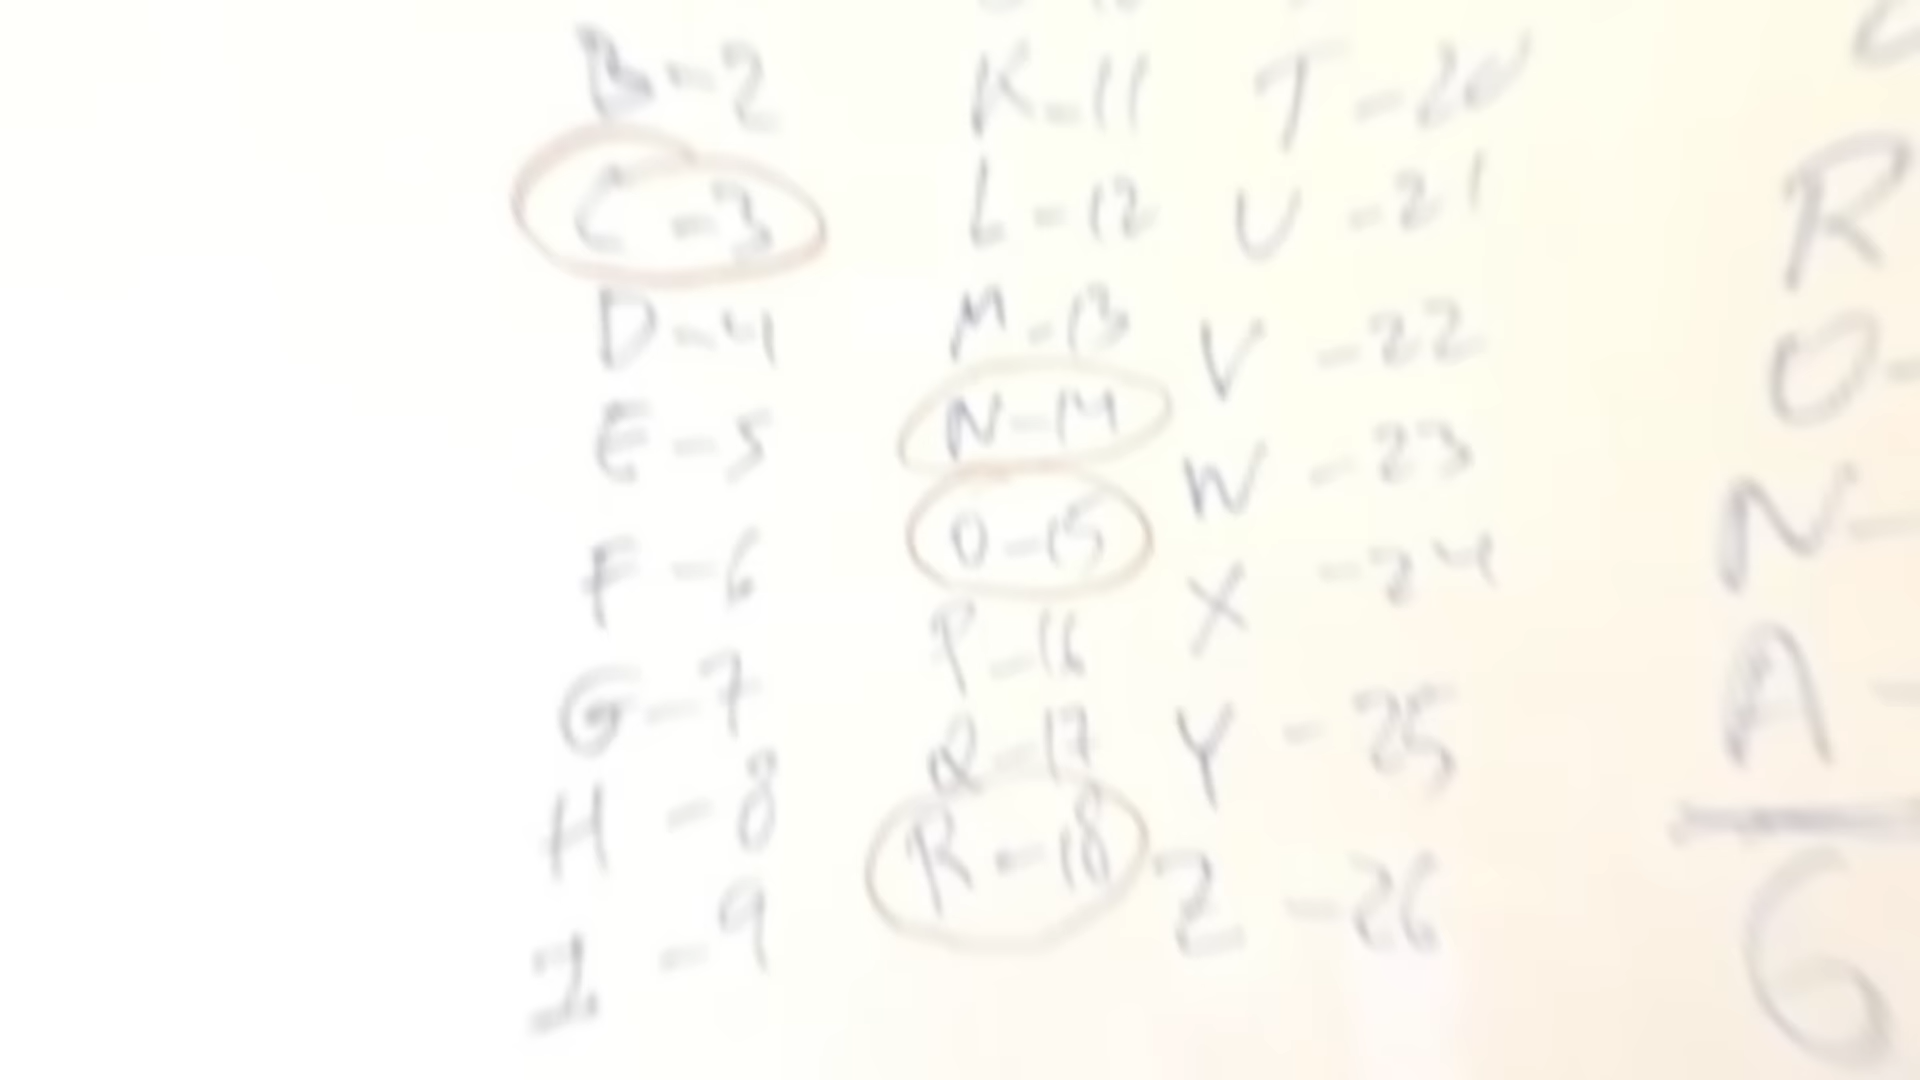 B-2
C-3
D-4
E-5
F-6
G-7
H-8
I-9
K-11
L-12
M-13
N-14
O-15
P-16
Q-17
R-18
T-20
U-21
V-22
W-23
X-24
Y-25
Z-26
R
O-
N-
A-
6